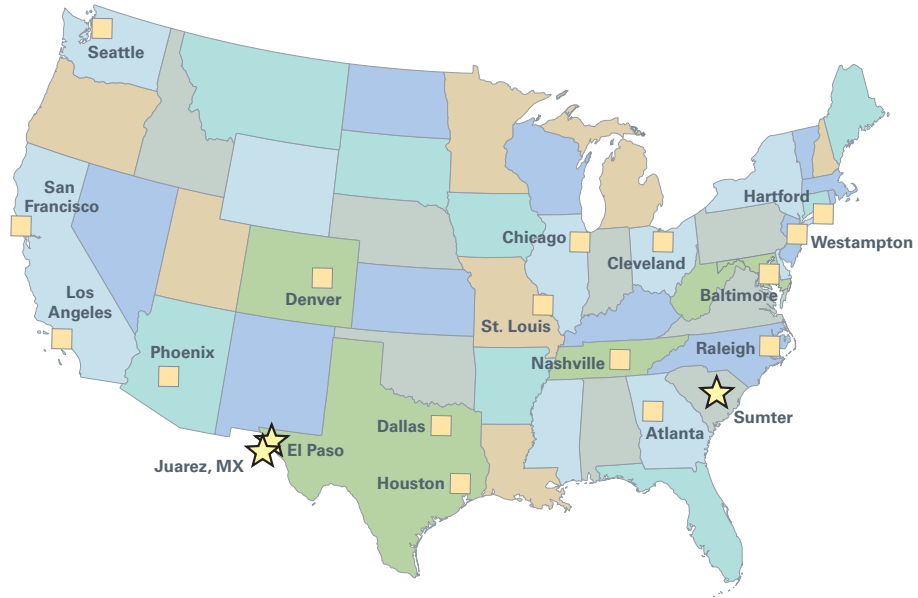 Seattle
San
Francisco
Hartford
Chicago
Westampton
Cleveland
Los
Angeles
Denver
Baltimore
St. Louis
Phoenix
Nashville
Raleigh
Dallas
Sumter
Atlanta
El Paso
Juarez, MX
Houston